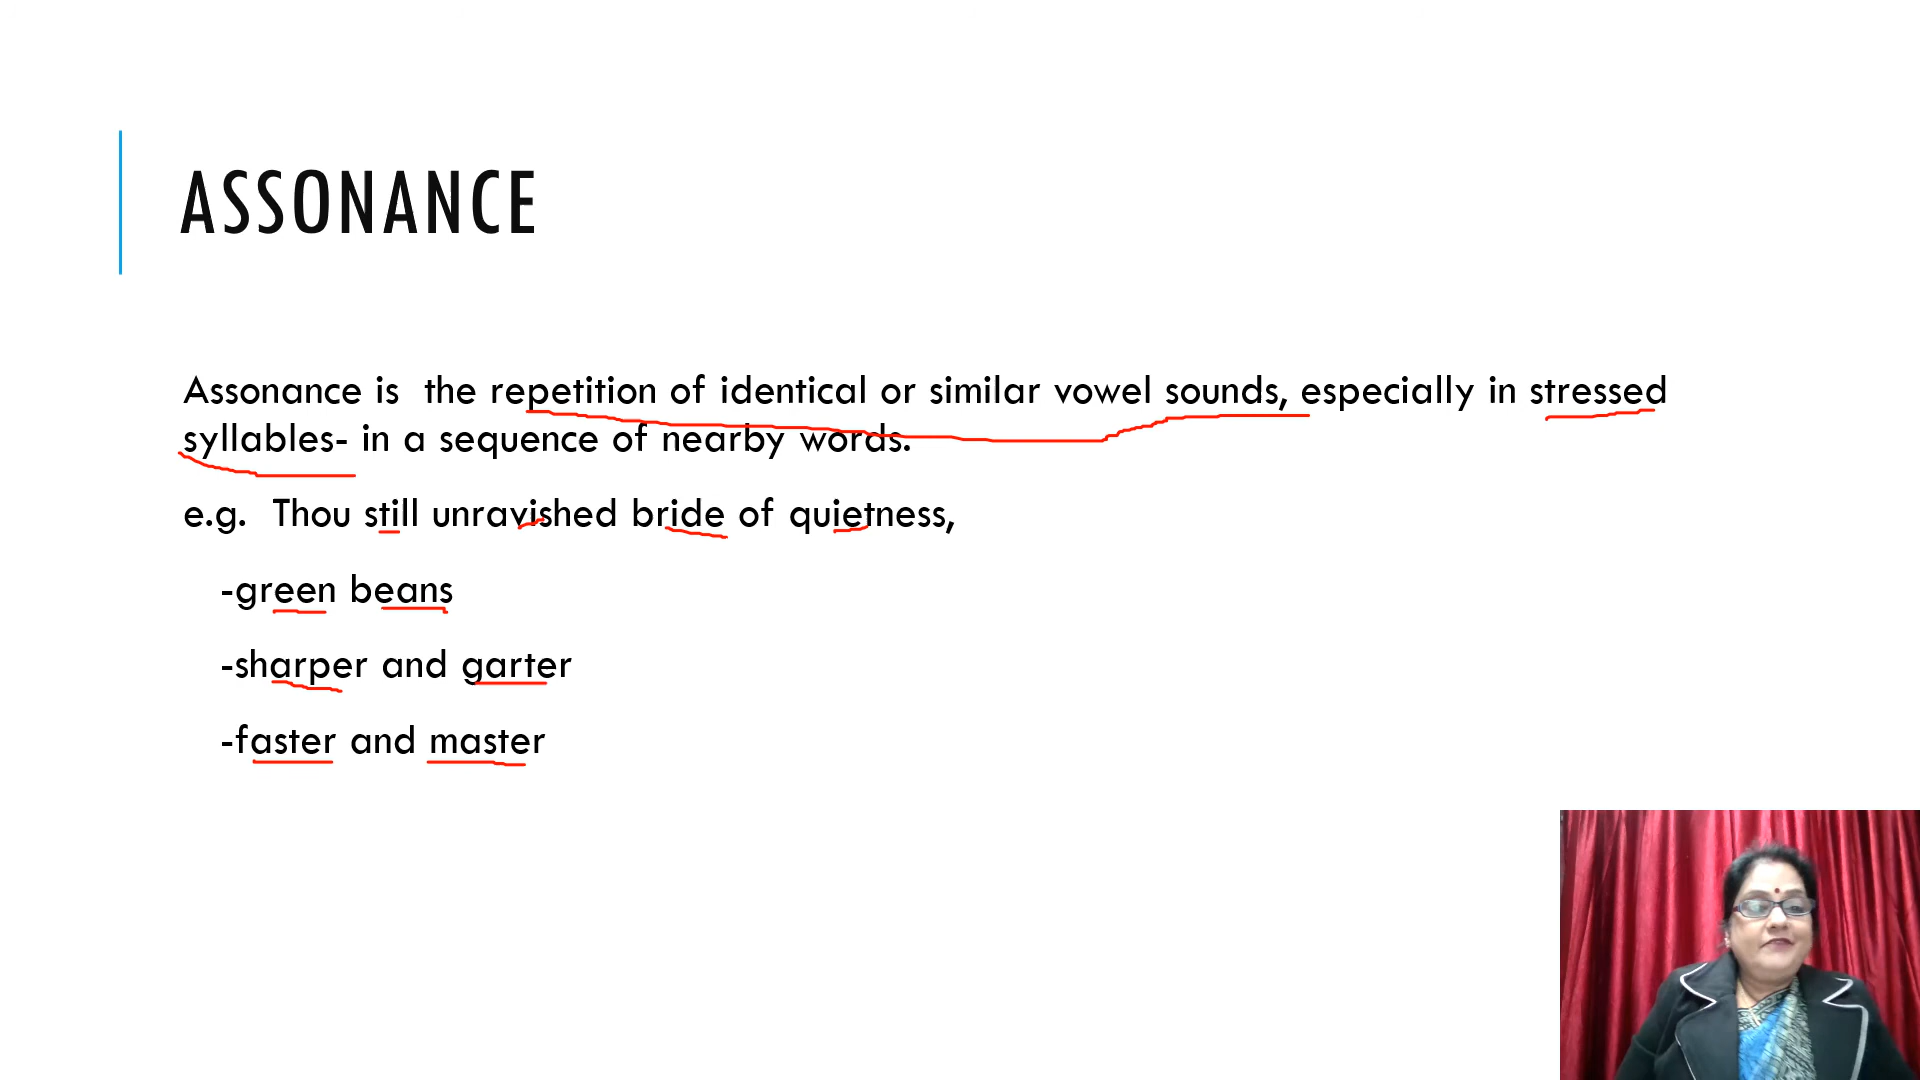 ASSONANCE
Assonance is the repetition of identical or similar vowel sounds, especially in stressed
syllables- in a sequence of nearby words.
e.g. Thou still unravished bride of quietness,
-green beans
-sharper and garter
-faster and master